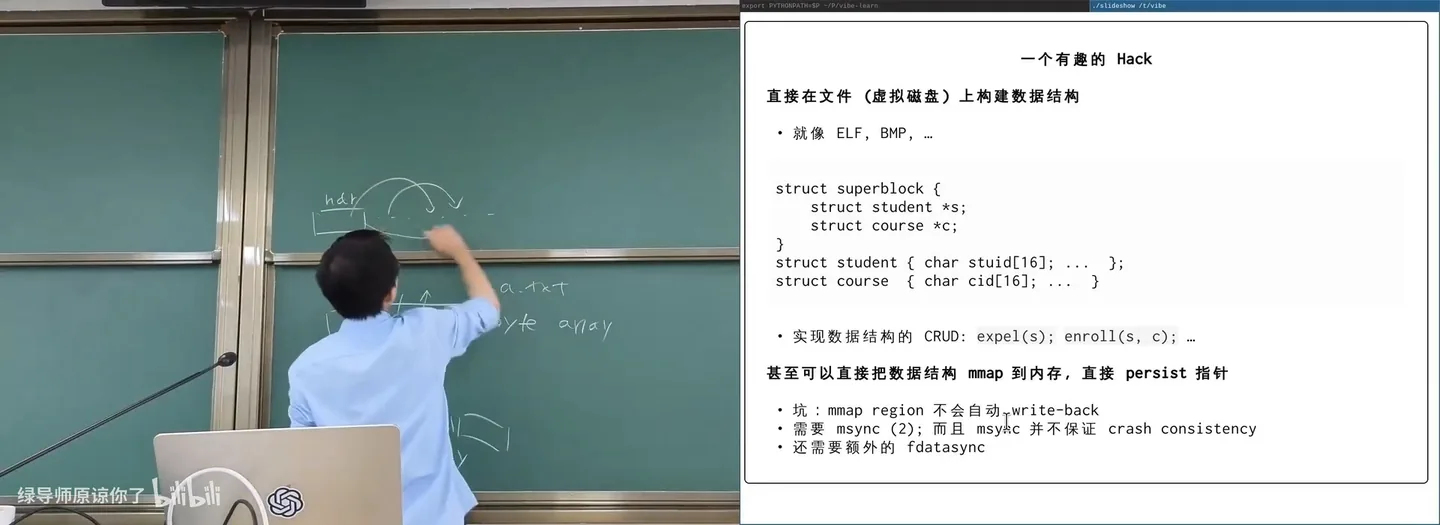 export PYTHONPATH=$P ~/P/vibe-learn
./slideshow /t/vibe
hdr
a.txt
byte array
绿导师原谅你了 bilibili
一个有趣的 Hack
直接在文件 (虚拟磁盘) 上构建数据结构
• 就像 ELF, BMP, …
struct superblock {
    struct student *s;
    struct course *c;
}
struct student { char stuid[16]; ...  };
struct course  { char cid[16]; ...  }
• 实现数据结构的 CRUD: expel(s); enroll(s, c); …
甚至可以直接把数据结构 mmap 到内存, 直接 persist 指针
• 坑：mmap region 不会自动 write-back
• 需要 msync (2); 而且 msync 并不保证 crash consistency
• 还需要额外的 fdatasync